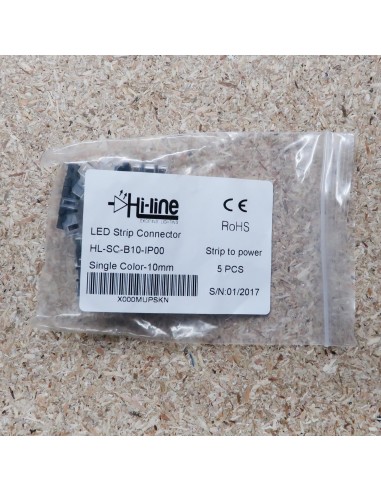 Hi-line
CE
RoHS
LED Strip Connector
HL-SC-B10-IP00
Strip to power
Single Color-10mm
5 PCS
S/N:01/2017
X000MUPSKN